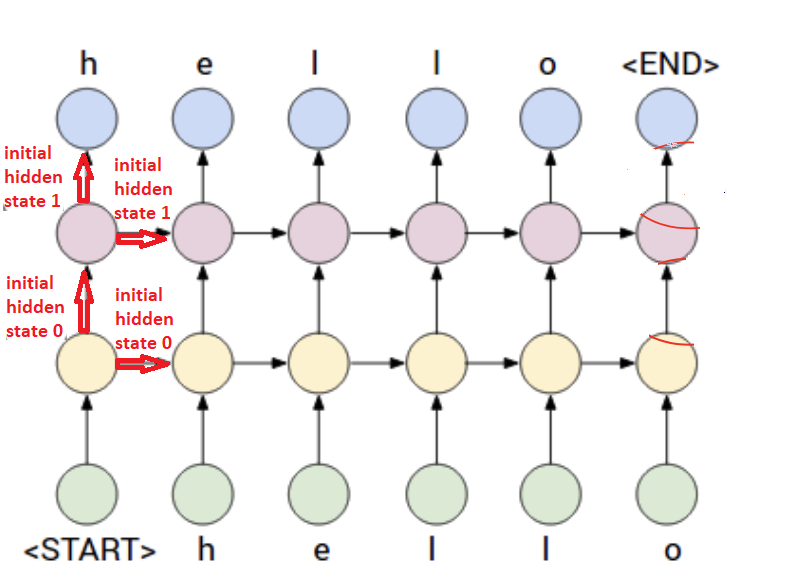 h e l l o <END>
initial
hidden
state 1
initial
hidden
state 1
initial
hidden
state 0
initial
hidden
state 0
<START> h e l l o